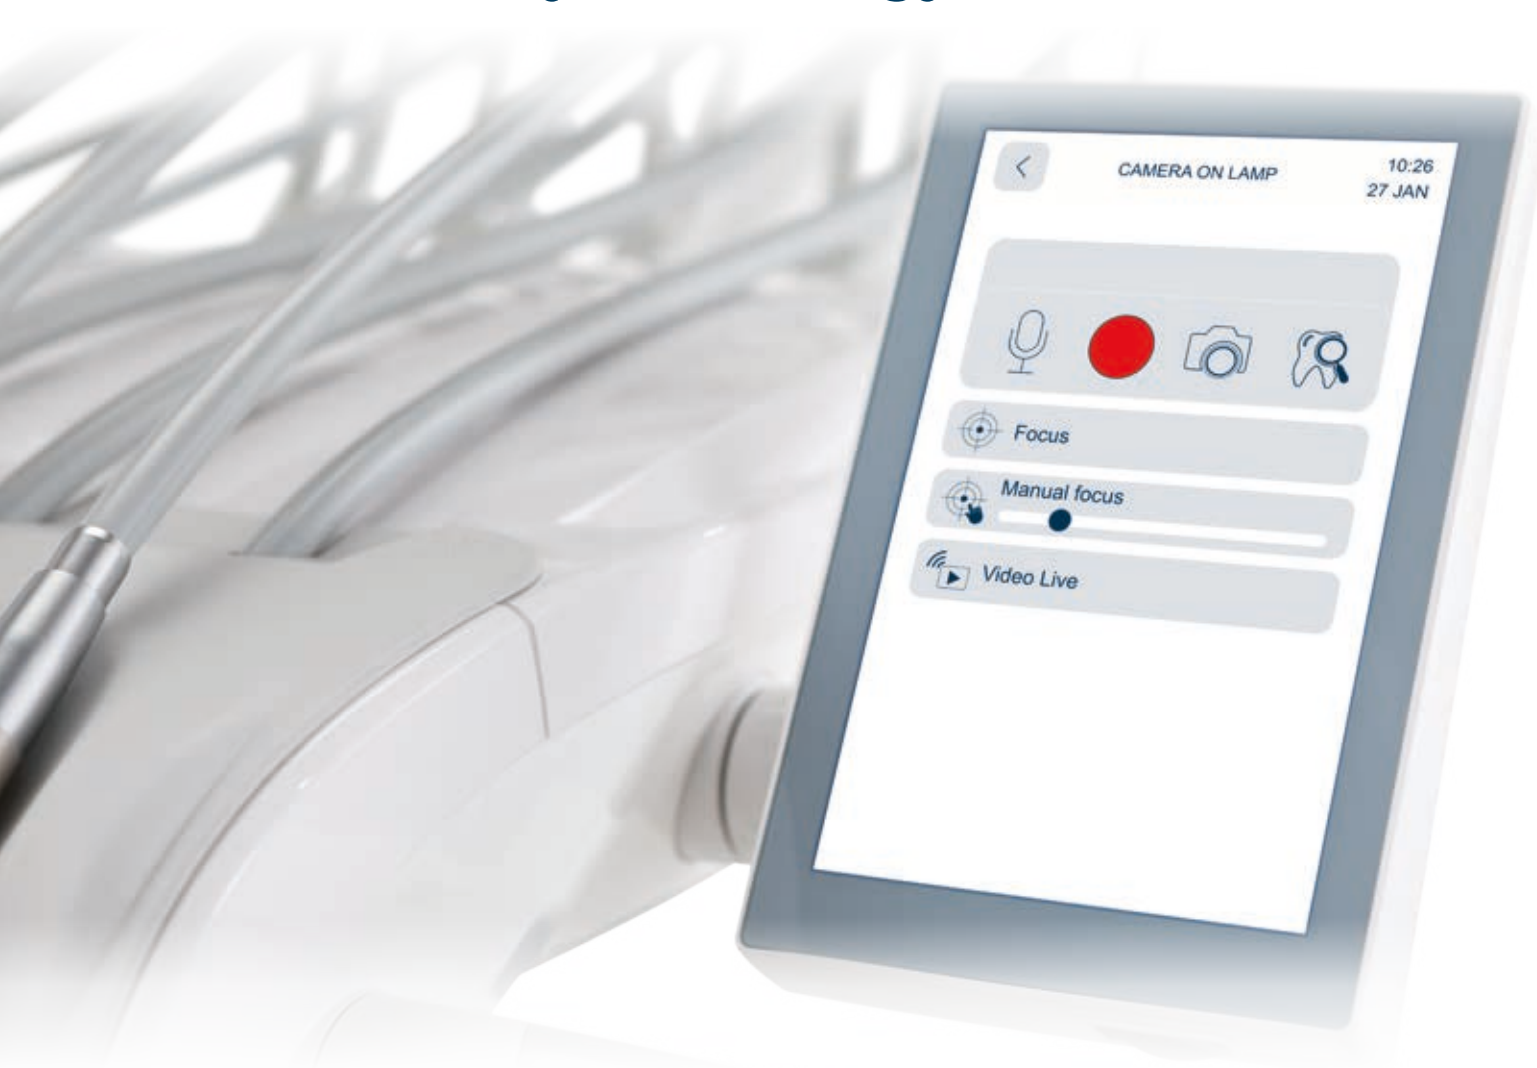 CAMERA ON LAMP
10:26
27 JAN
Focus
Manual focus
Video Live